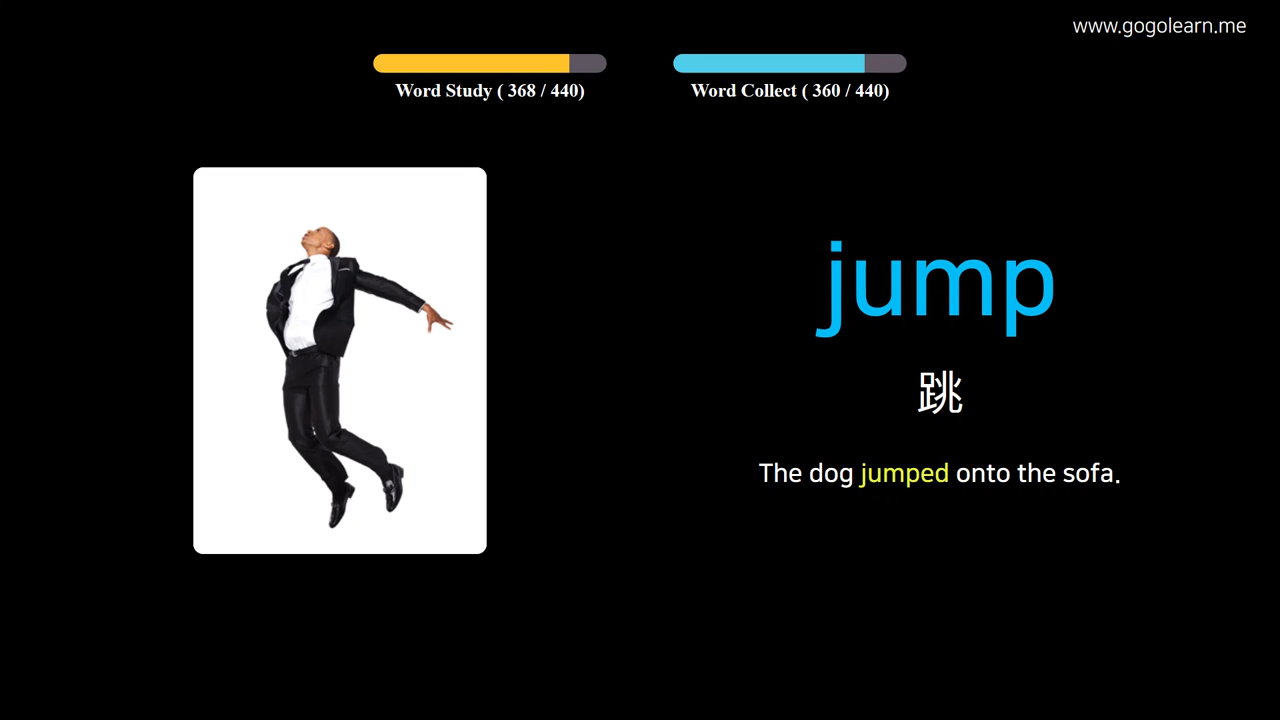 www.gogolearn.me
Word Study ( 368 / 440)
Word Collect ( 360 / 440)
jump
跳
The dog jumped onto the sofa.